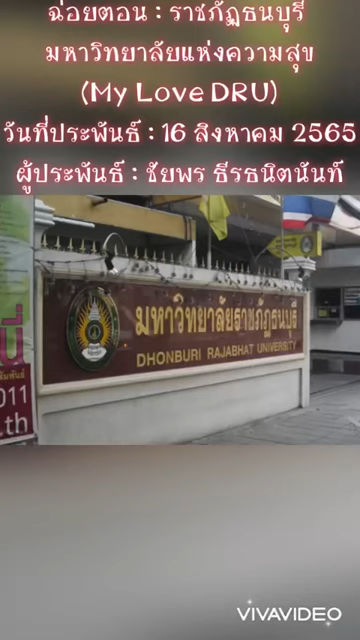 ฉ่อยตอน : ราชภัฏธนบุรี
มหาวิทยาลัยแห่งความสุข
(My Love DRU)
วันที่ประพันธ์ : 16 สิงหาคม 2565
ผู้ประพันธ์ : ชัยพร ธีรธนิตนันท์
มหาวิทยาลัยราชภัฏธนบุรี
DHONBURI RAJABHAT UNIVERSITY
011
.th
VIVAVIDEO